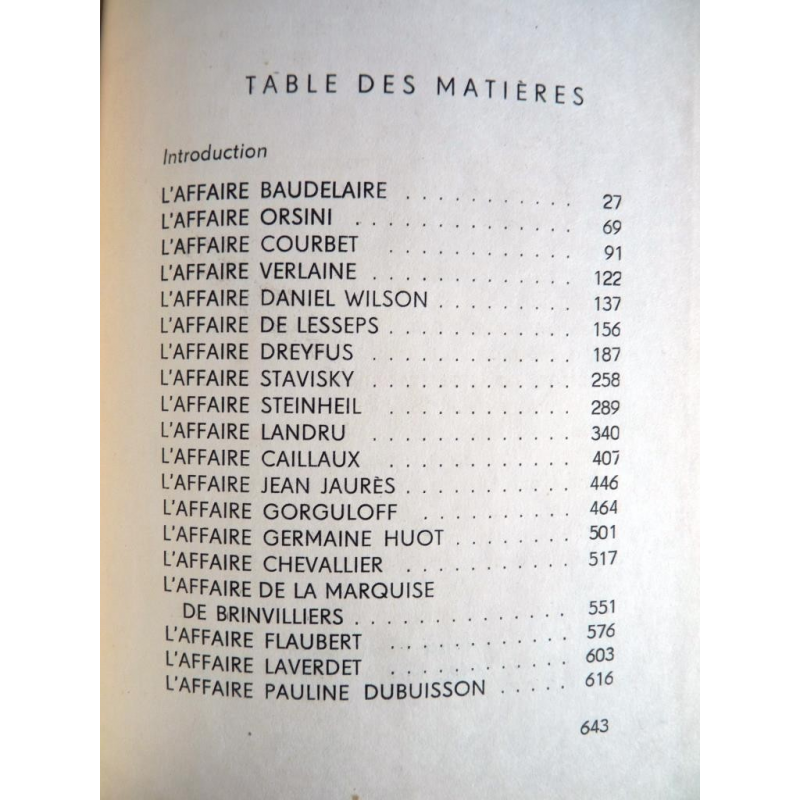 TABLE DES MATIÈRES
Introduction
L'AFFAIRE BAUDELAIRE . . . . . . . . . . . 27
L'AFFAIRE ORSINI . . . . . . . . . . . . . . 69
L'AFFAIRE COURBET . . . . . . . . . . . . 91
L'AFFAIRE VERLAINE . . . . . . . . . . . . 122
L'AFFAIRE DANIEL WILSON . . . . . . . . 137
L'AFFAIRE DE LESSEPS . . . . . . . . . . . 156
L'AFFAIRE DREYFUS . . . . . . . . . . . . 187
L'AFFAIRE STAVISKY . . . . . . . . . . . . 258
L'AFFAIRE STEINHEIL . . . . . . . . . . . 289
L'AFFAIRE LANDRU . . . . . . . . . . . . 340
L'AFFAIRE CAILLAUX . . . . . . . . . . . 407
L'AFFAIRE JEAN JAURÈS . . . . . . . . . . 446
L'AFFAIRE GORGULOFF . . . . . . . . . 464
L'AFFAIRE GERMAINE HUOT . . . . . . . 501
L'AFFAIRE CHEVALLIER . . . . . . . . . . 517
L'AFFAIRE DE LA MARQUISE
DE BRINVILLIERS . . . . . . . . . . . . . 551
L'AFFAIRE FLAUBERT . . . . . . . . . . . 576
L'AFFAIRE LAVERDET . . . . . . . . . . . 603
L'AFFAIRE PAULINE DUBUISSON . . . . . 616
643